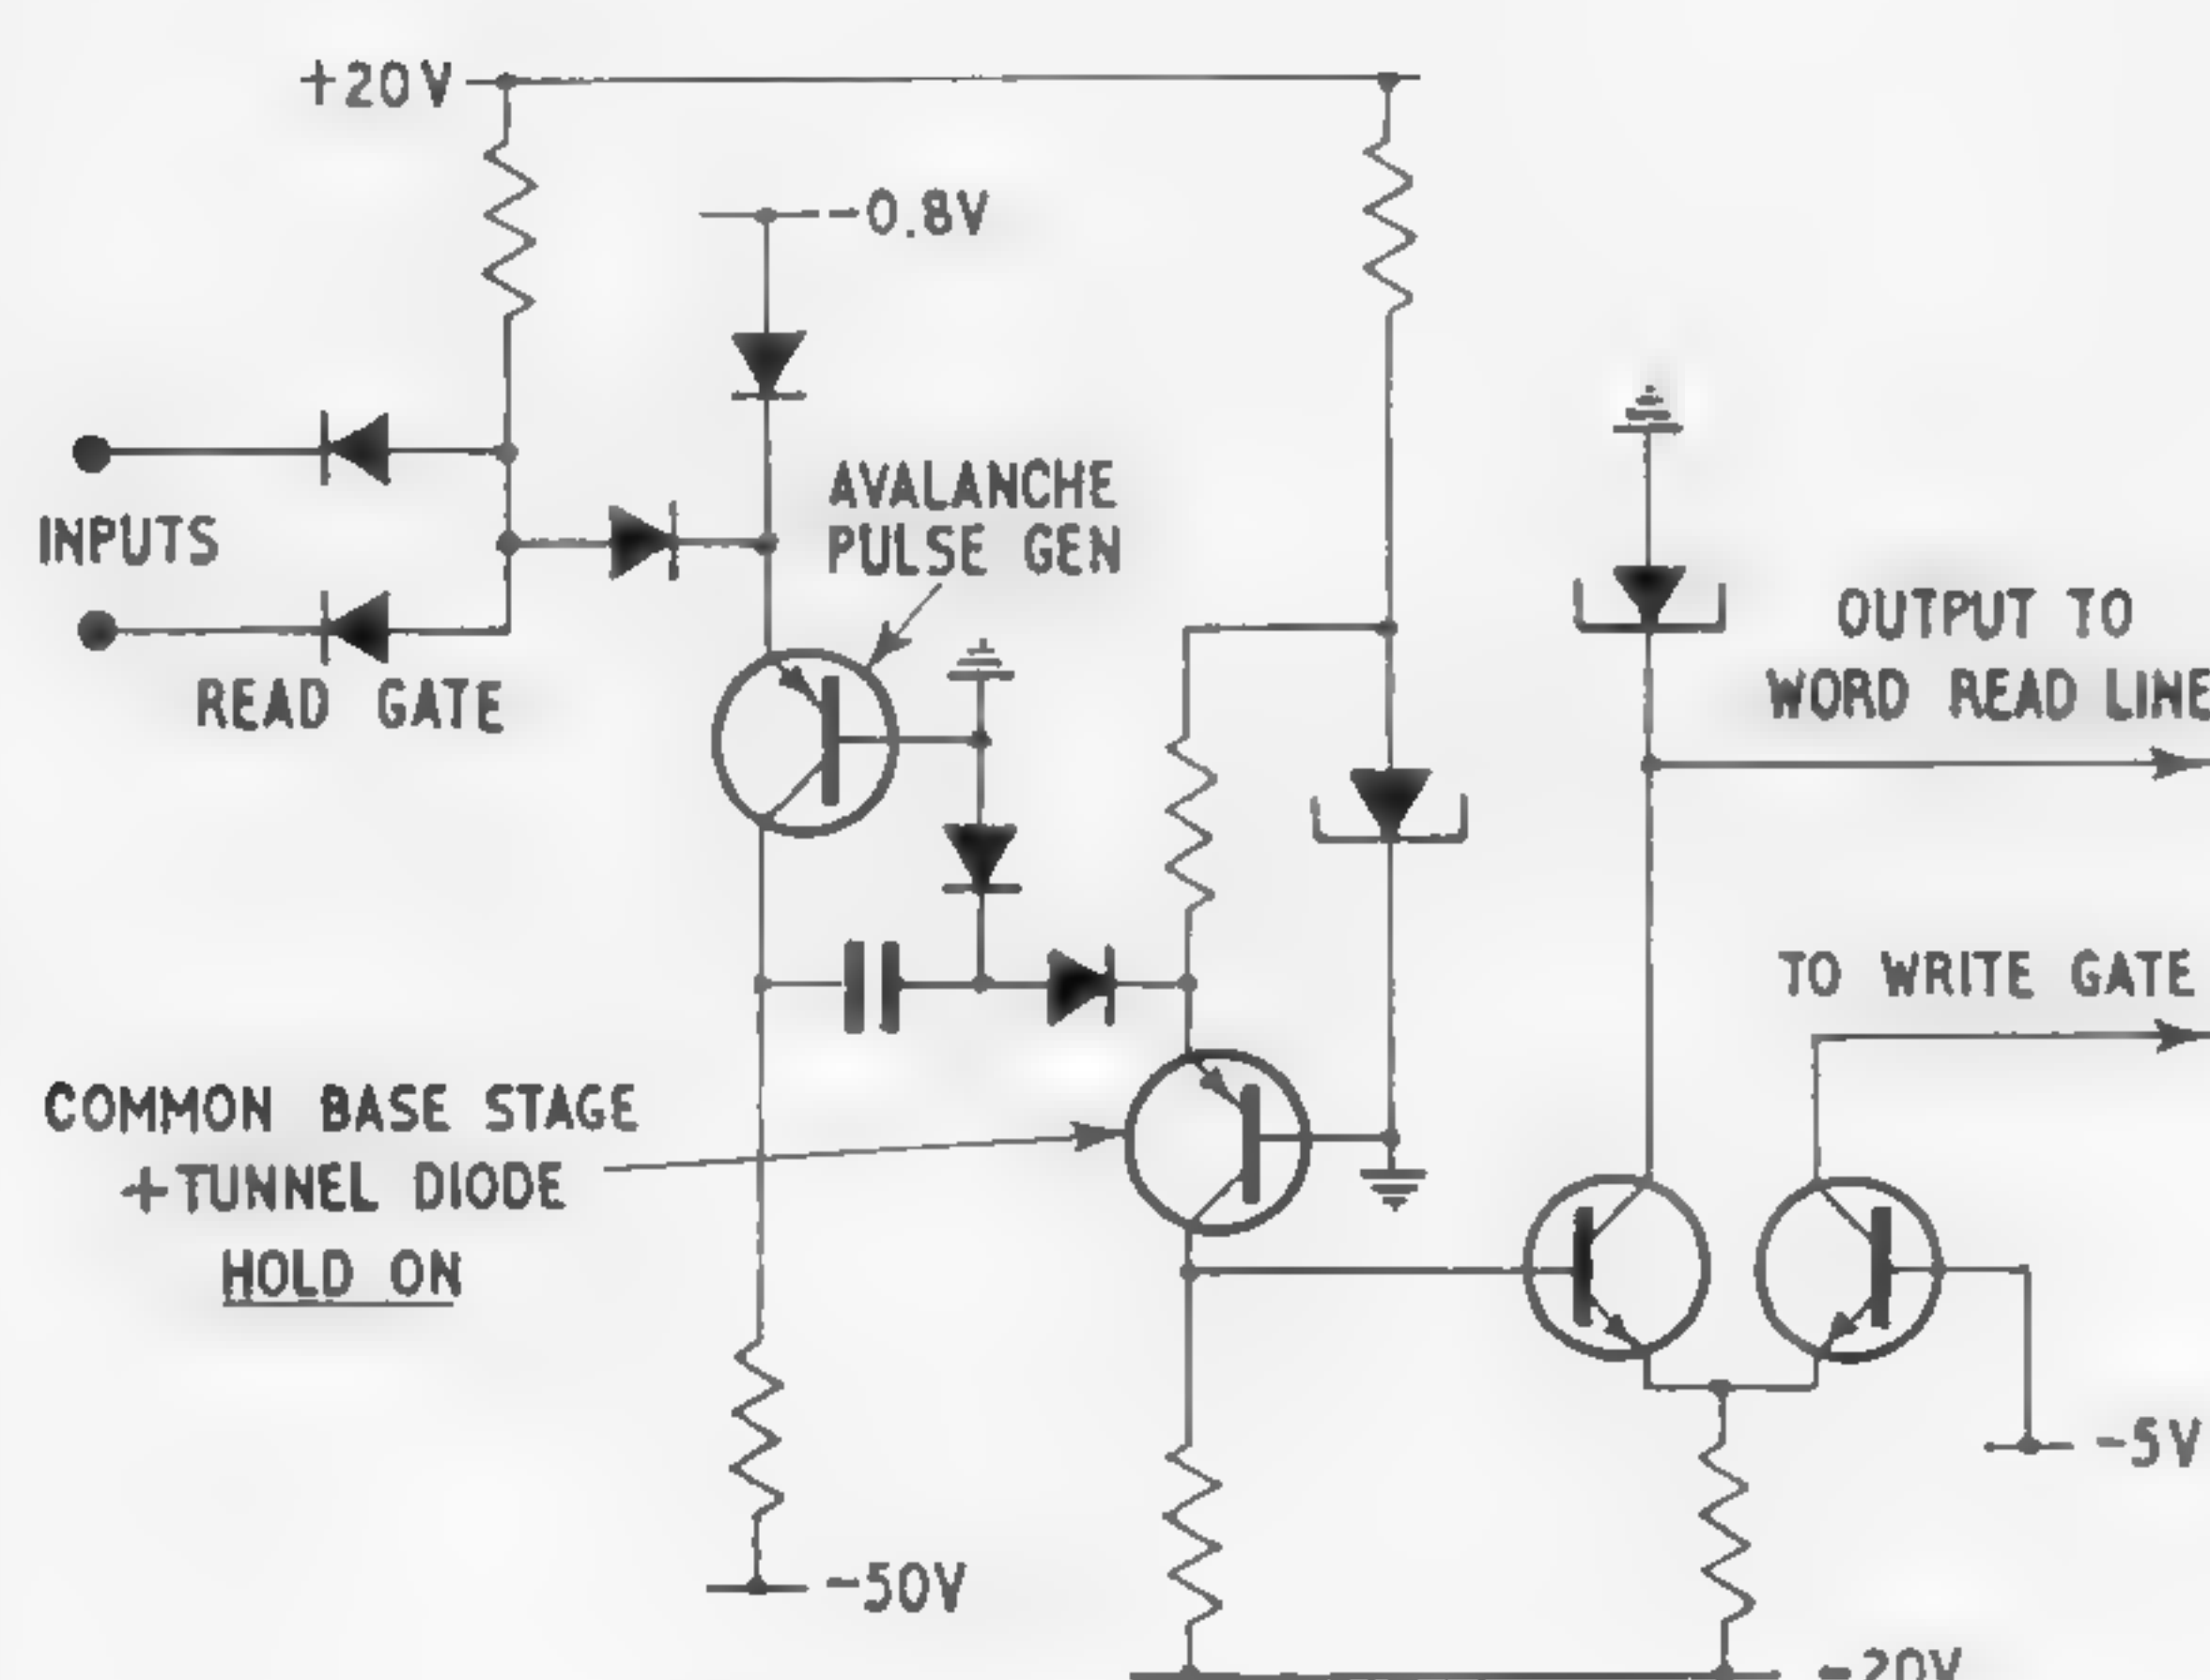 +20V
-0.8V
AVALANCHE
PULSE GEN
INPUTS
READ GATE
OUTPUT TO
WORD READ LINE
TO WRITE GATE
COMMON BASE STAGE
+TUNNEL DIODE
HOLD ON
-5V
-50V
-20V